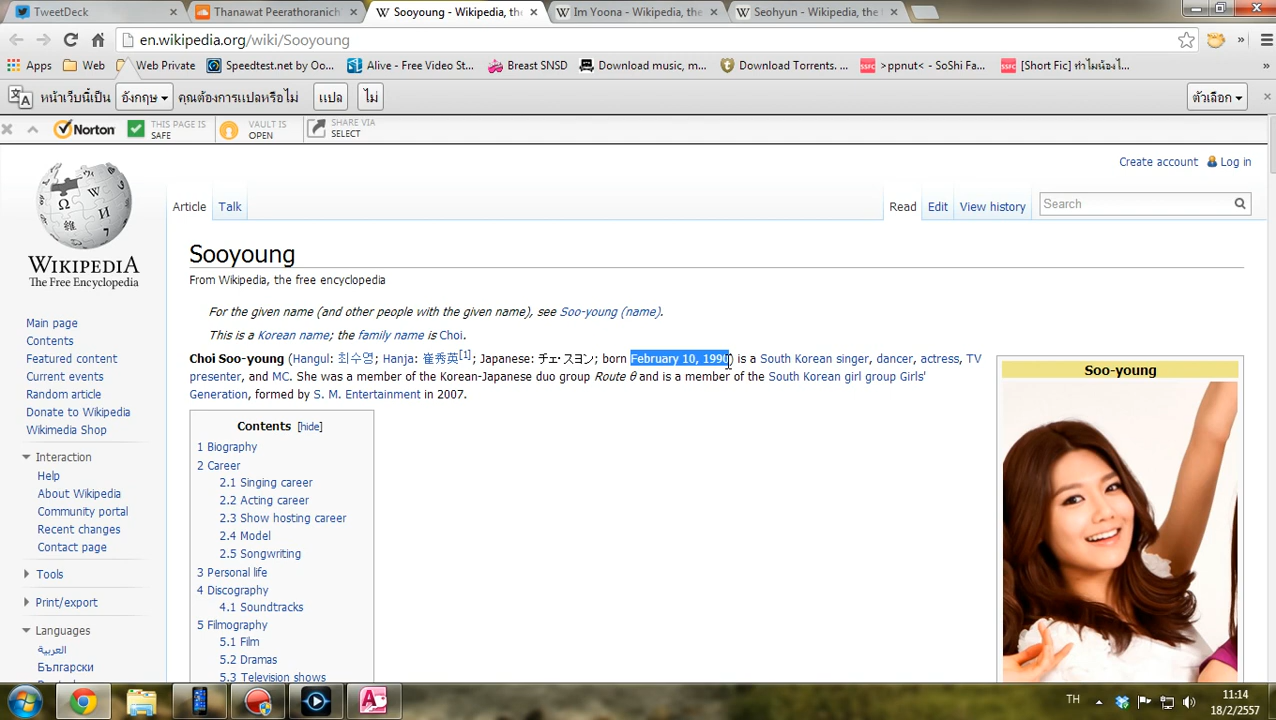 TweetDeck
Thanawat Peerathoranich
Sooyoung - Wikipedia, the
Im Yoona - Wikipedia, the
Seohyun - Wikipedia, the
en.wikipedia.org/wiki/Sooyoung
Apps Web Web Private Speedtest.net by Oo... Alive - Free Video St... Breast SNSD Download music, m... Download Torrents. ... >ppnut< - SoShi Fa... [Short Fic] ทำไมน้องไ...
หน้าเว็บนี้เป็น อังกฤษ คุณต้องการแปลหรือไม่ แปล ไม่ ตัวเลือก
Norton THIS PAGE IS SAFE VAULT IS OPEN SHARE VIA SELECT
Create account Log in
Article Talk Read Edit View history Search
WIKIPEDIA
The Free Encyclopedia
Main page
Contents
Featured content
Current events
Random article
Donate to Wikipedia
Wikimedia Shop
Interaction
Help
About Wikipedia
Community portal
Recent changes
Contact page
Tools
Print/export
Languages
العربية
Български
Sooyoung
From Wikipedia, the free encyclopedia
For the given name (and other people with the given name), see Soo-young (name).
This is a Korean name; the family name is Choi.
Choi Soo-young (Hangul: 최수영; Hanja: 崔秀英[1]; Japanese: チェ・スヨン; born February 10, 1990) is a South Korean singer, dancer, actress, TV
presenter, and MC. She was a member of the Korean-Japanese duo group Route θ and is a member of the South Korean girl group Girls'
Generation, formed by S. M. Entertainment in 2007.
Contents [hide]
1 Biography
2 Career
2.1 Singing career
2.2 Acting career
2.3 Show hosting career
2.4 Model
2.5 Songwriting
3 Personal life
4 Discography
4.1 Soundtracks
5 Filmography
5.1 Film
5.2 Dramas
5.3 Television shows
Soo-young
TH
11:14
18/2/2557